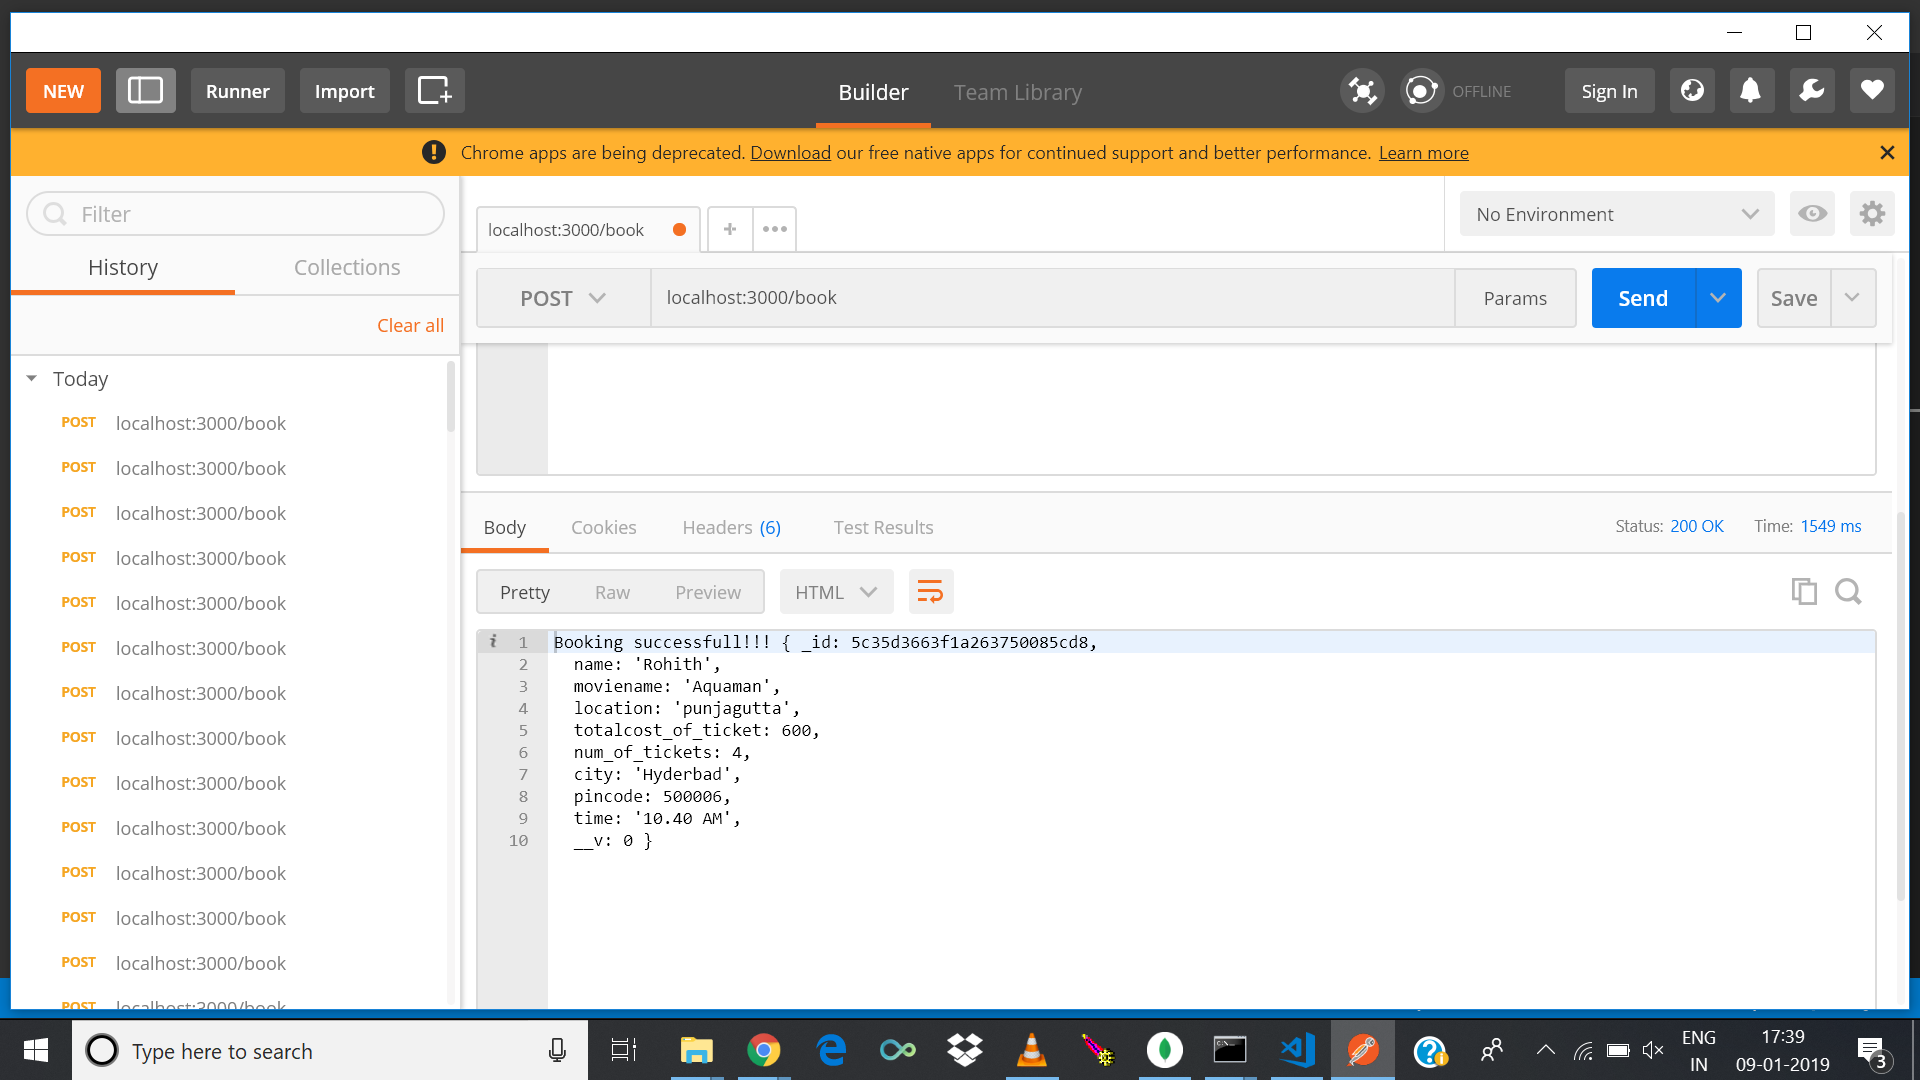 NEW
Runner
Import
Builder
Team Library
OFFLINE
Sign In
Chrome apps are being deprecated. Download our free native apps for continued support and better performance. Learn more
Filter
History
Collections
Clear all
Today
POST localhost:3000/book
POST localhost:3000/book
POST localhost:3000/book
POST localhost:3000/book
POST localhost:3000/book
POST localhost:3000/book
POST localhost:3000/book
POST localhost:3000/book
POST localhost:3000/book
POST localhost:3000/book
POST localhost:3000/book
POST localhost:3000/book
POST localhost:3000/book
POST localhost:3000/book
localhost:3000/book
No Environment
POST
localhost:3000/book
Params
Send
Save
Body
Cookies
Headers (6)
Test Results
Status: 200 OK
Time: 1549 ms
Pretty
Raw
Preview
HTML
i 1 Booking successfull!!! { _id: 5c35d3663f1a263750085cd8,
2 name: 'Rohith',
3 moviename: 'Aquaman',
4 location: 'punjagutta',
5 totalcost_of_ticket: 600,
6 num_of_tickets: 4,
7 city: 'Hyderbad',
8 pincode: 500006,
9 time: '10.40 AM',
10 __v: 0 }
Type here to search
ENG
IN
17:39
09-01-2019
3